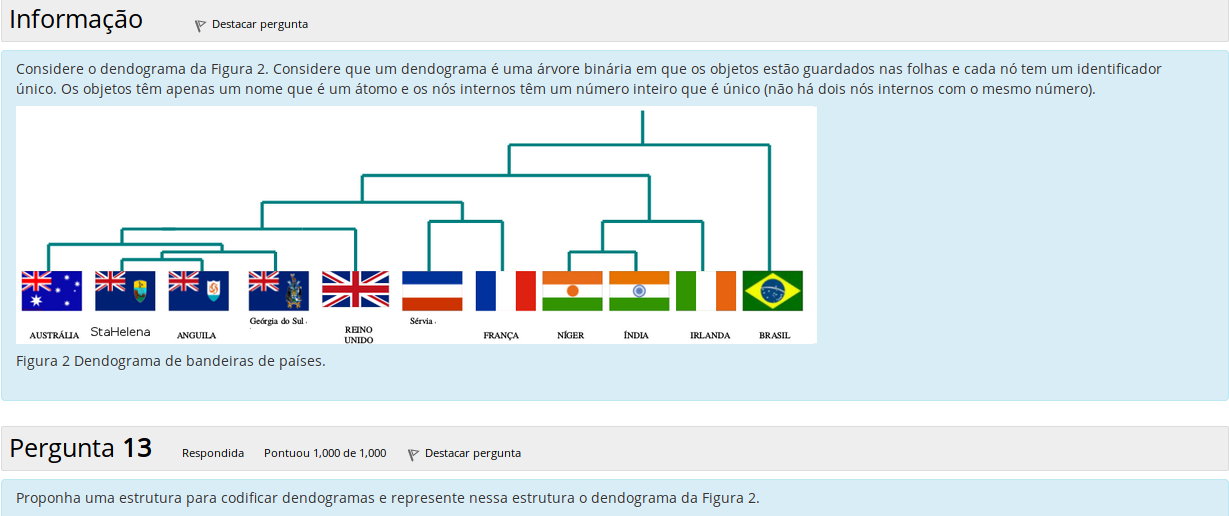 Informação
Destacar pergunta
Considere o dendograma da Figura 2. Considere que um dendograma é uma árvore binária em que os objetos estão guardados nas folhas e cada nó tem um identificador
único. Os objetos têm apenas um nome que é um átomo e os nós internos têm um número inteiro que é único (não há dois nós internos com o mesmo número).
AUSTRÁLIA
StaHelena
ANGUILA
Geórgia do Sul .
REINO
UNIDO
Sérvia .
FRANÇA
NÍGER
ÍNDIA
IRLANDA
BRASIL
Figura 2 Dendograma de bandeiras de países.
Pergunta 13
Respondida
Pontuou 1,000 de 1,000
Destacar pergunta
Proponha uma estrutura para codificar dendogramas e represente nessa estrutura o dendograma da Figura 2.